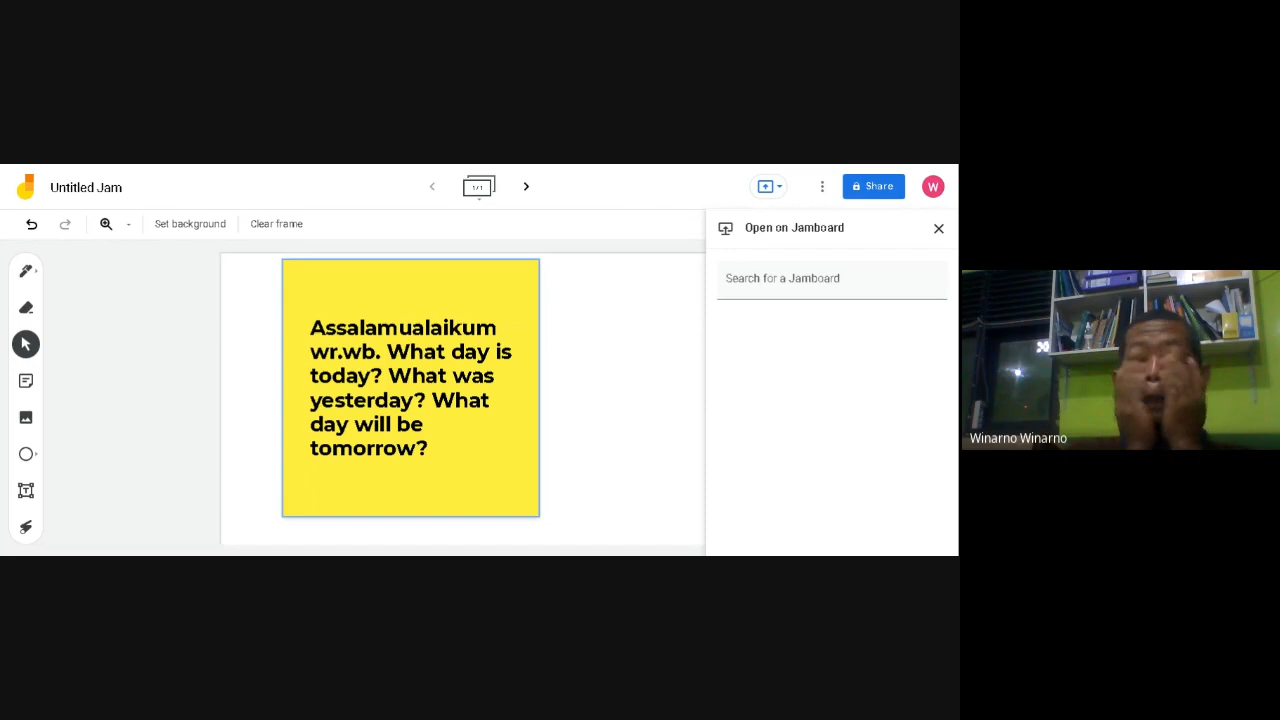 Untitled Jam
1/1
Share
W
Set background
Clear frame
Open on Jamboard
Search for a Jamboard
Assalamualaikum
wr.wb. What day is
today? What was
yesterday? What
day will be
tomorrow?
T
Winarno Winarno